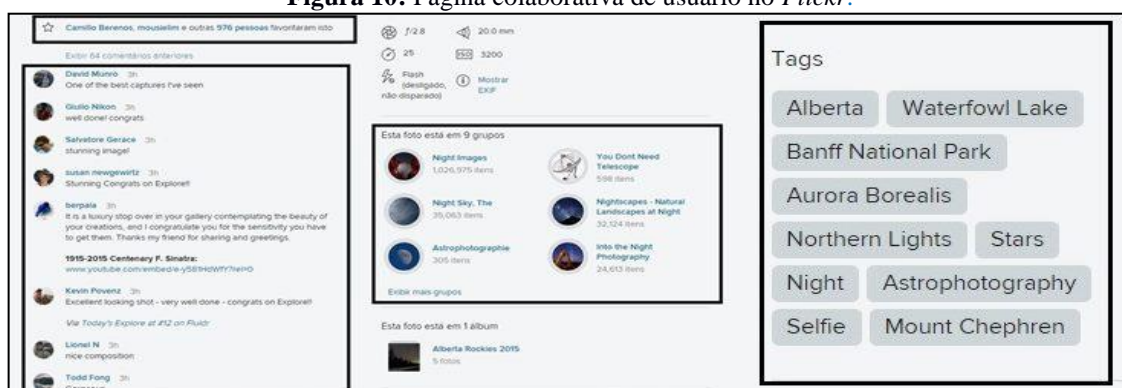 Figura 10: Página colaborativa de usuário no Flickr.
Camilo Berenos, mousielim e outras 976 pessoas favoritaram isto
Exibir 64 comentários anteriores
David Munro 3h
One of the best captures I've seen
Giulio Nikon 3h
well done! congrats
Salvatore Gerace 3h
stunning image!
susan newgewirtz 3h
Stunning Congrats on Explore!!
berpala 3h
It is a luxury stop over in your gallery contemplating the beauty of
your creations, and I congratulate you for the sensitivity you have
to get them. Thanks my friend for sharing and greetings.
1915-2015 Centenary F. Sinatra:
Kevin Povenz 3h
Excellent looking shot - very well done - congrats on Explore!!
Via Today's Explore at #12 on Fluidr
Lionel N 3h
nice composition
Todd Fong 3h
ƒ/2.8
20.0 mm
25
ISO 3200
Flash
(desligado,
não disparado)
Mostrar
EXIF
Esta foto está em 9 grupos
Night Images
1,026,975 itens
You Dont Need
Telescope
598 itens
Night Sky, The
35,063 itens
Nightscapes - Natural
Landscapes at Night
32,124 itens
Astrophotographie
305 itens
Into the Night
Photography
24,613 itens
Exibir mais grupos
Esta foto está em 1 álbum
Alberta Rockies 2015
5 fotos
Tags
Alberta Waterfowl Lake
Banff National Park
Aurora Borealis
Northern Lights Stars
Night Astrophotography
Selfie Mount Chephren